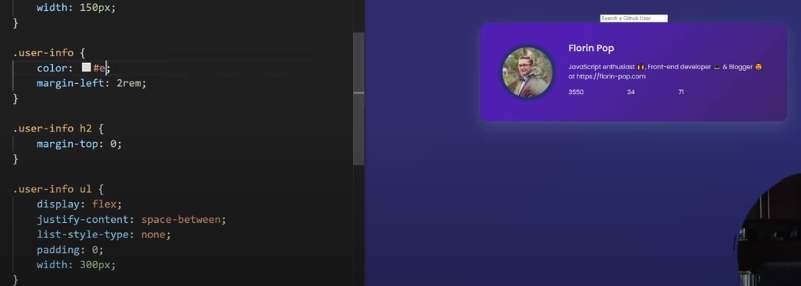 width: 150px;
}
.user-info {
color: #e;
margin-left: 2rem;
}
.user-info h2 {
margin-top: 0;
}
.user-info ul {
display: flex;
justify-content: space-between;
list-style-type: none;
padding: 0;
width: 300px;
}
Search a Github User
Florin Pop
JavaScript enthusiast 🙌, Front-end developer 💻 & Blogger 🤩
at https://florin-pop.com
3550 34 71